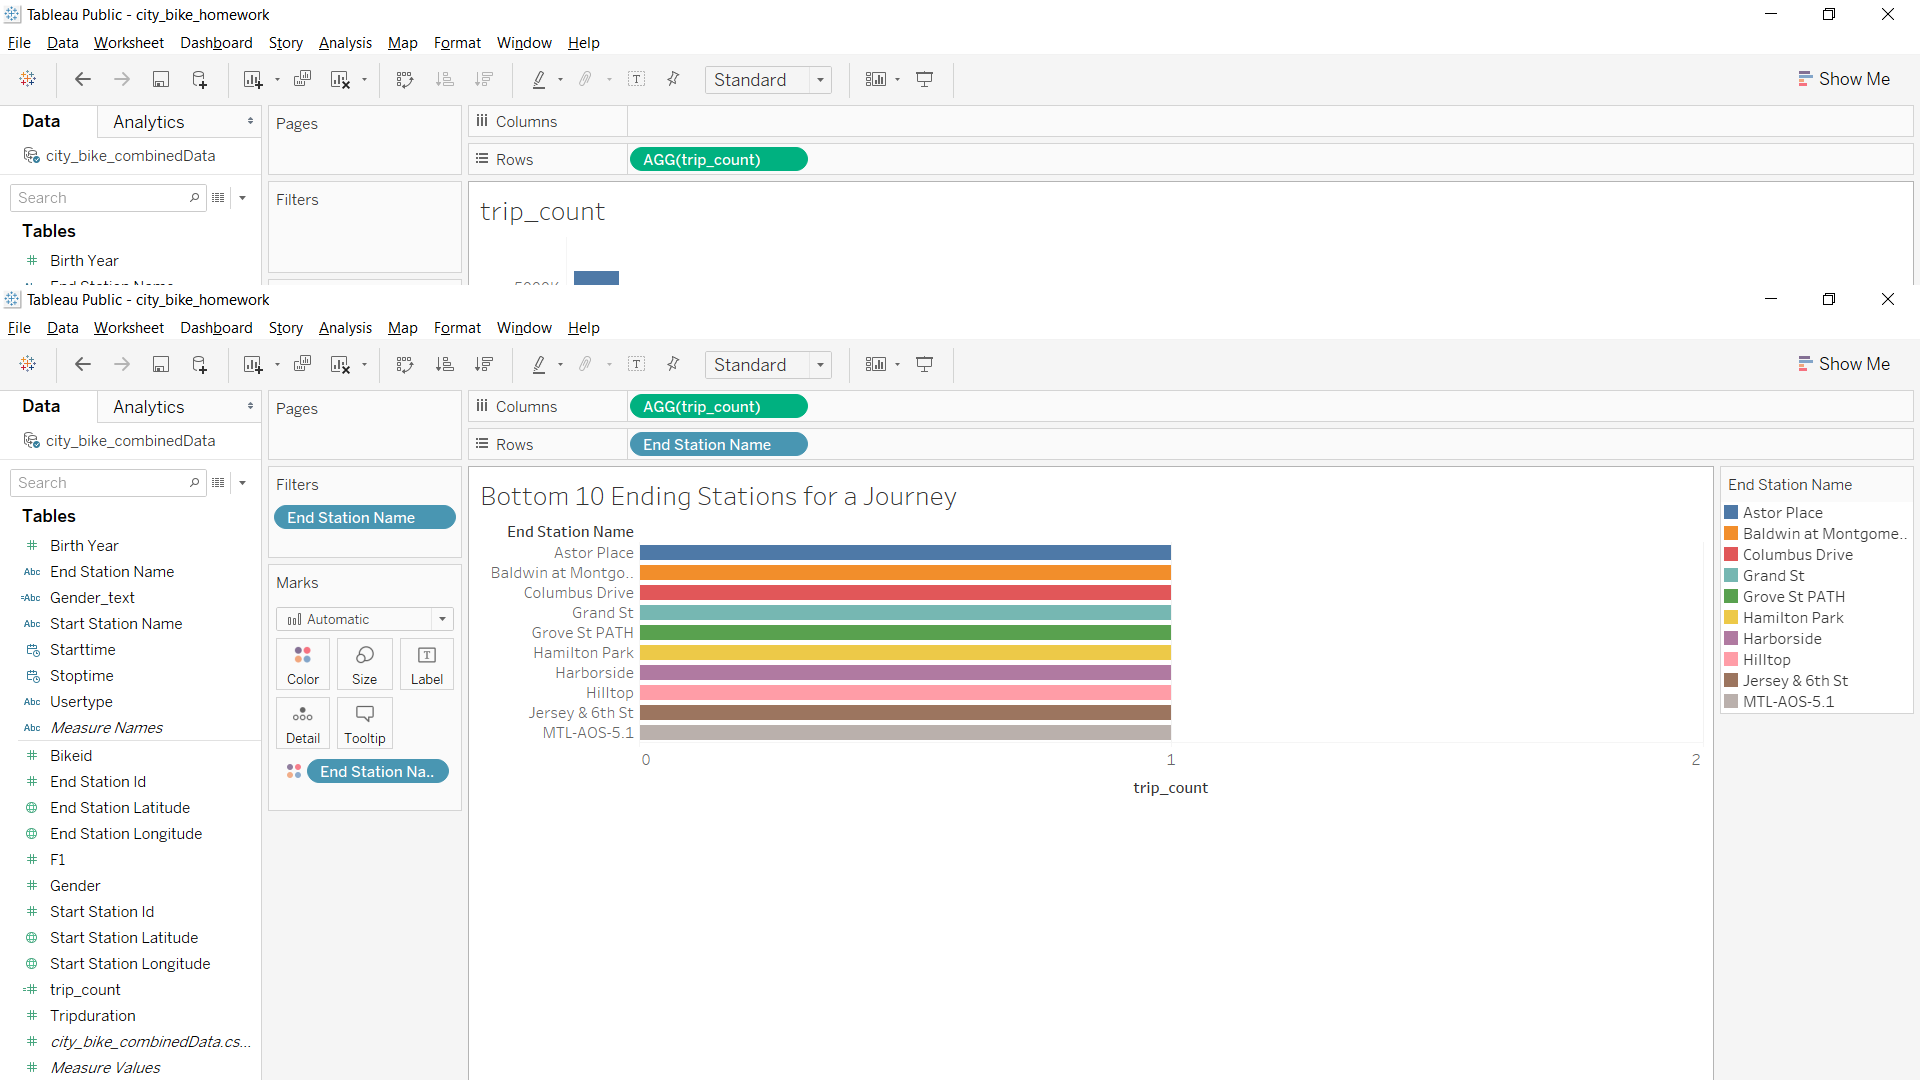 Tableau Public - city_bike_homework
File Data Worksheet Dashboard Story Analysis Map Format Window Help
Standard
Show Me
Data Analytics
city_bike_combinedData
Search
Tables
Birth Year
Pages
Filters
Columns
Rows AGG(trip_count)
trip_count
Tableau Public - city_bike_homework
File Data Worksheet Dashboard Story Analysis Map Format Window Help
Standard
Show Me
Data Analytics
city_bike_combinedData
Search
Tables
Birth Year
Abc End Station Name
=Abc Gender_text
Abc Start Station Name
Starttime
Stoptime
Abc Usertype
Abc Measure Names
Bikeid
End Station Id
End Station Latitude
End Station Longitude
F1
Gender
Start Station Id
Start Station Latitude
Start Station Longitude
trip_count
Tripduration
city_bike_combinedData.cs...
Measure Values
Pages
Filters
End Station Name
Marks
Automatic
Color Size Label
Detail Tooltip
End Station Na..
Columns AGG(trip_count)
Rows End Station Name
Bottom 10 Ending Stations for a Journey
End Station Name
Astor Place
Baldwin at Montgo..
Columbus Drive
Grand St
Grove St PATH
Hamilton Park
Harborside
Hilltop
Jersey & 6th St
MTL-AOS-5.1
0 1 2
trip_count
End Station Name
Astor Place
Baldwin at Montgome..
Columbus Drive
Grand St
Grove St PATH
Hamilton Park
Harborside
Hilltop
Jersey & 6th St
MTL-AOS-5.1